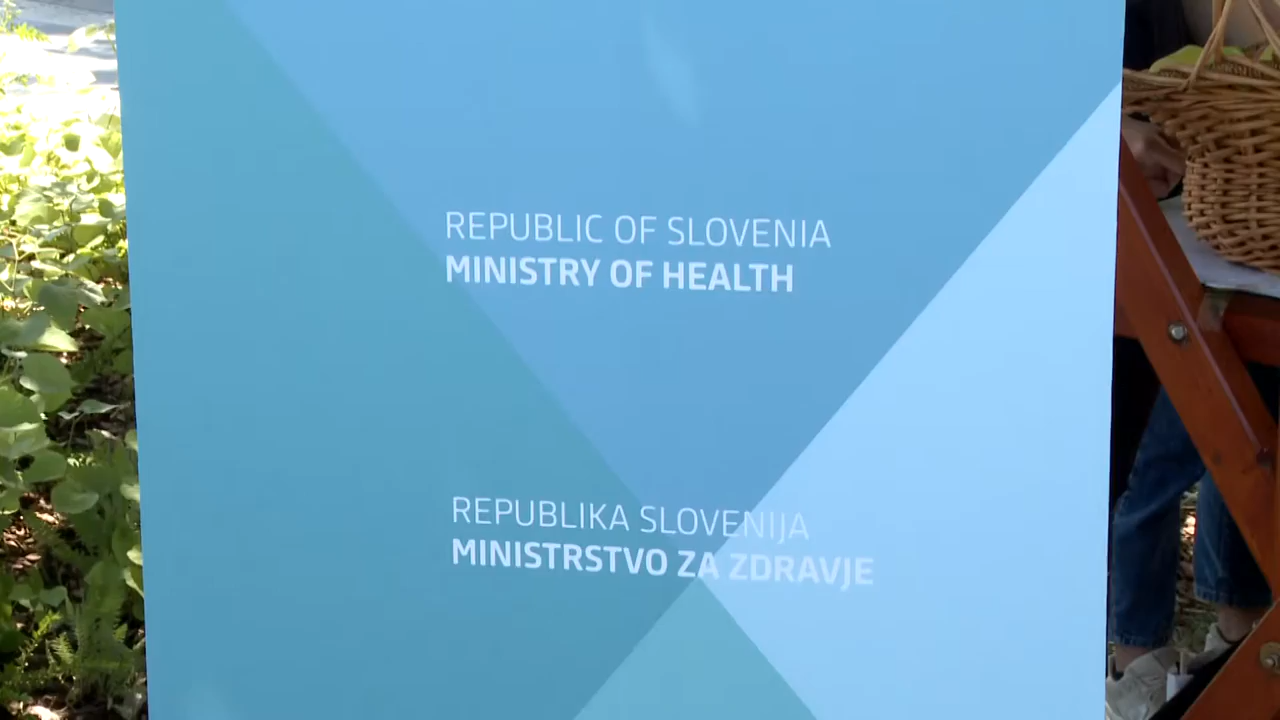 REPUBLIC OF SLOVENIA
MINISTRY OF HEALTH
REPUBLIKA SLOVENIJA
MINISTRSTVO ZA ZDRAVJE